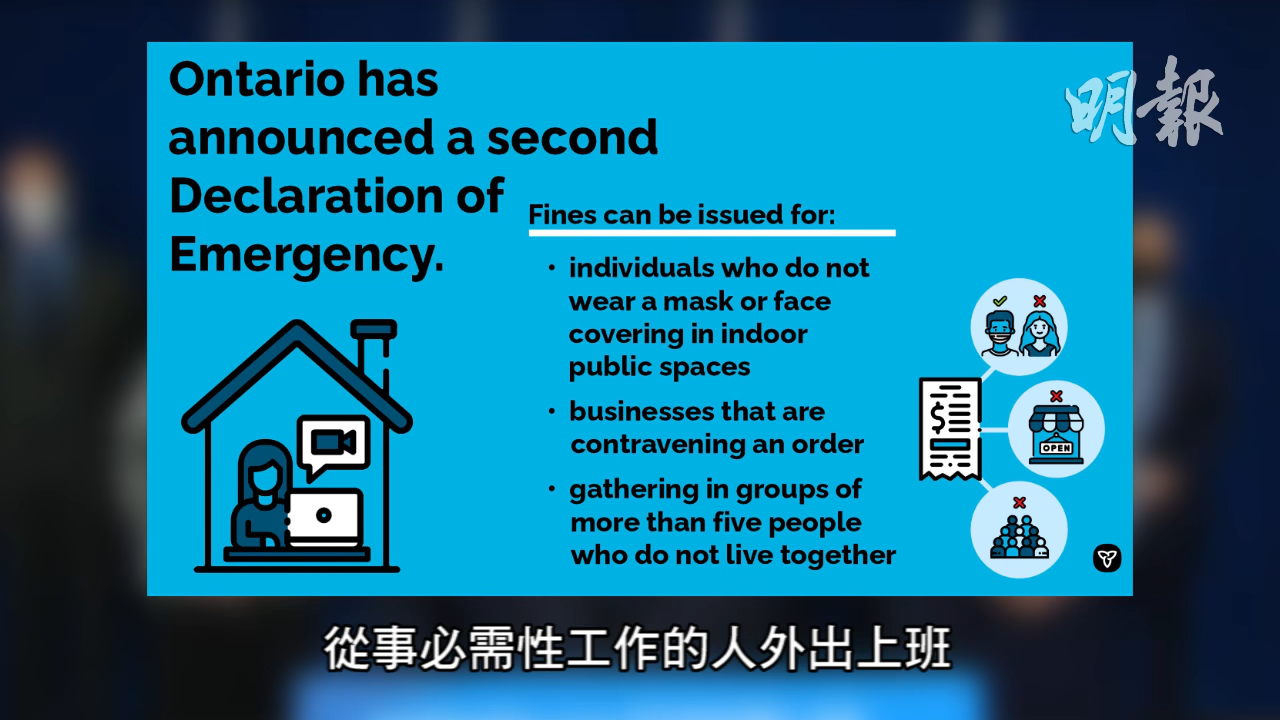 明報
Ontario has
announced a second
Declaration of
Emergency.
Fines can be issued for:
• individuals who do not
wear a mask or face
covering in indoor
public spaces
• businesses that are
contravening an order
• gathering in groups of
more than five people
who do not live together
$
OPEN
從事必需性工作的人外出上班